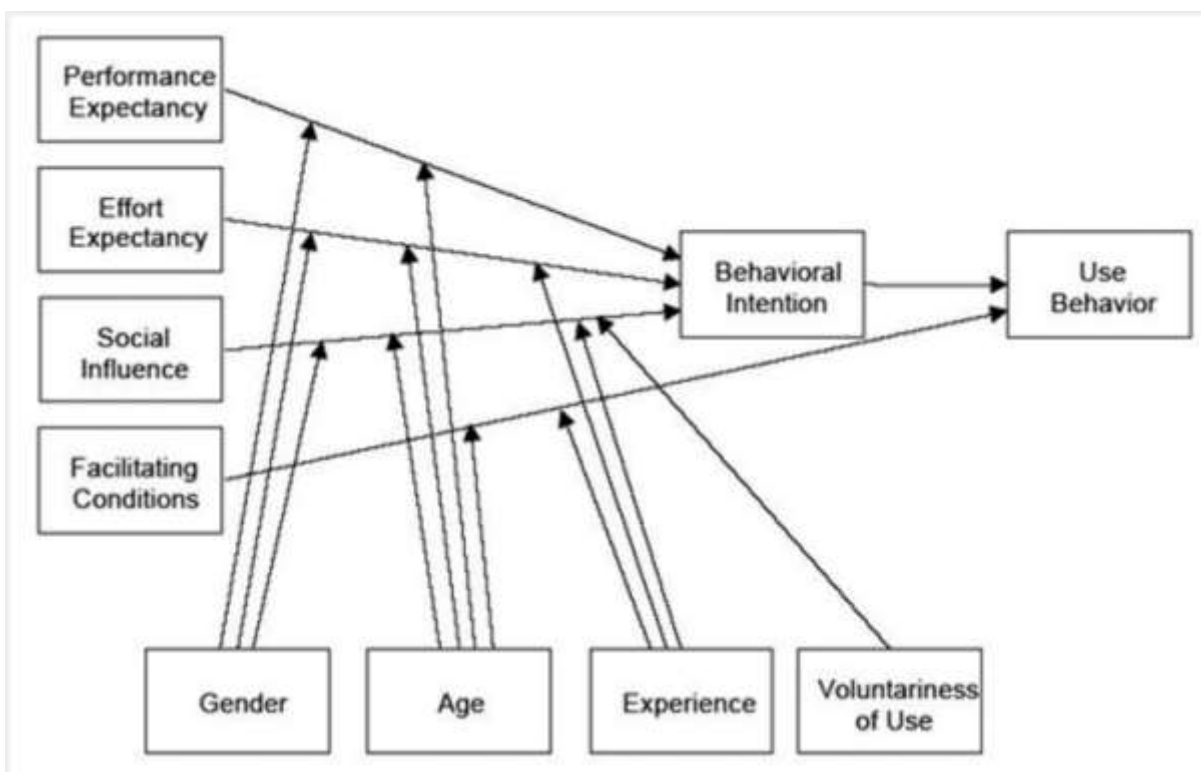 Performance
Expectancy
Effort
Expectancy
Social
Influence
Facilitating
Conditions
Behavioral
Intention
Use
Behavior
Gender
Age
Experience
Voluntariness
of Use